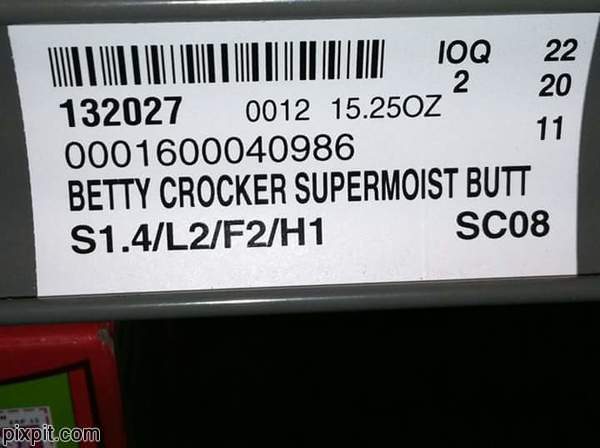 IOQ 22
2 20
132027 0012 15.25OZ
11
0001600040986
BETTY CROCKER SUPERMOIST BUTT
S1.4/L2/F2/H1 SC08
pixpit.com